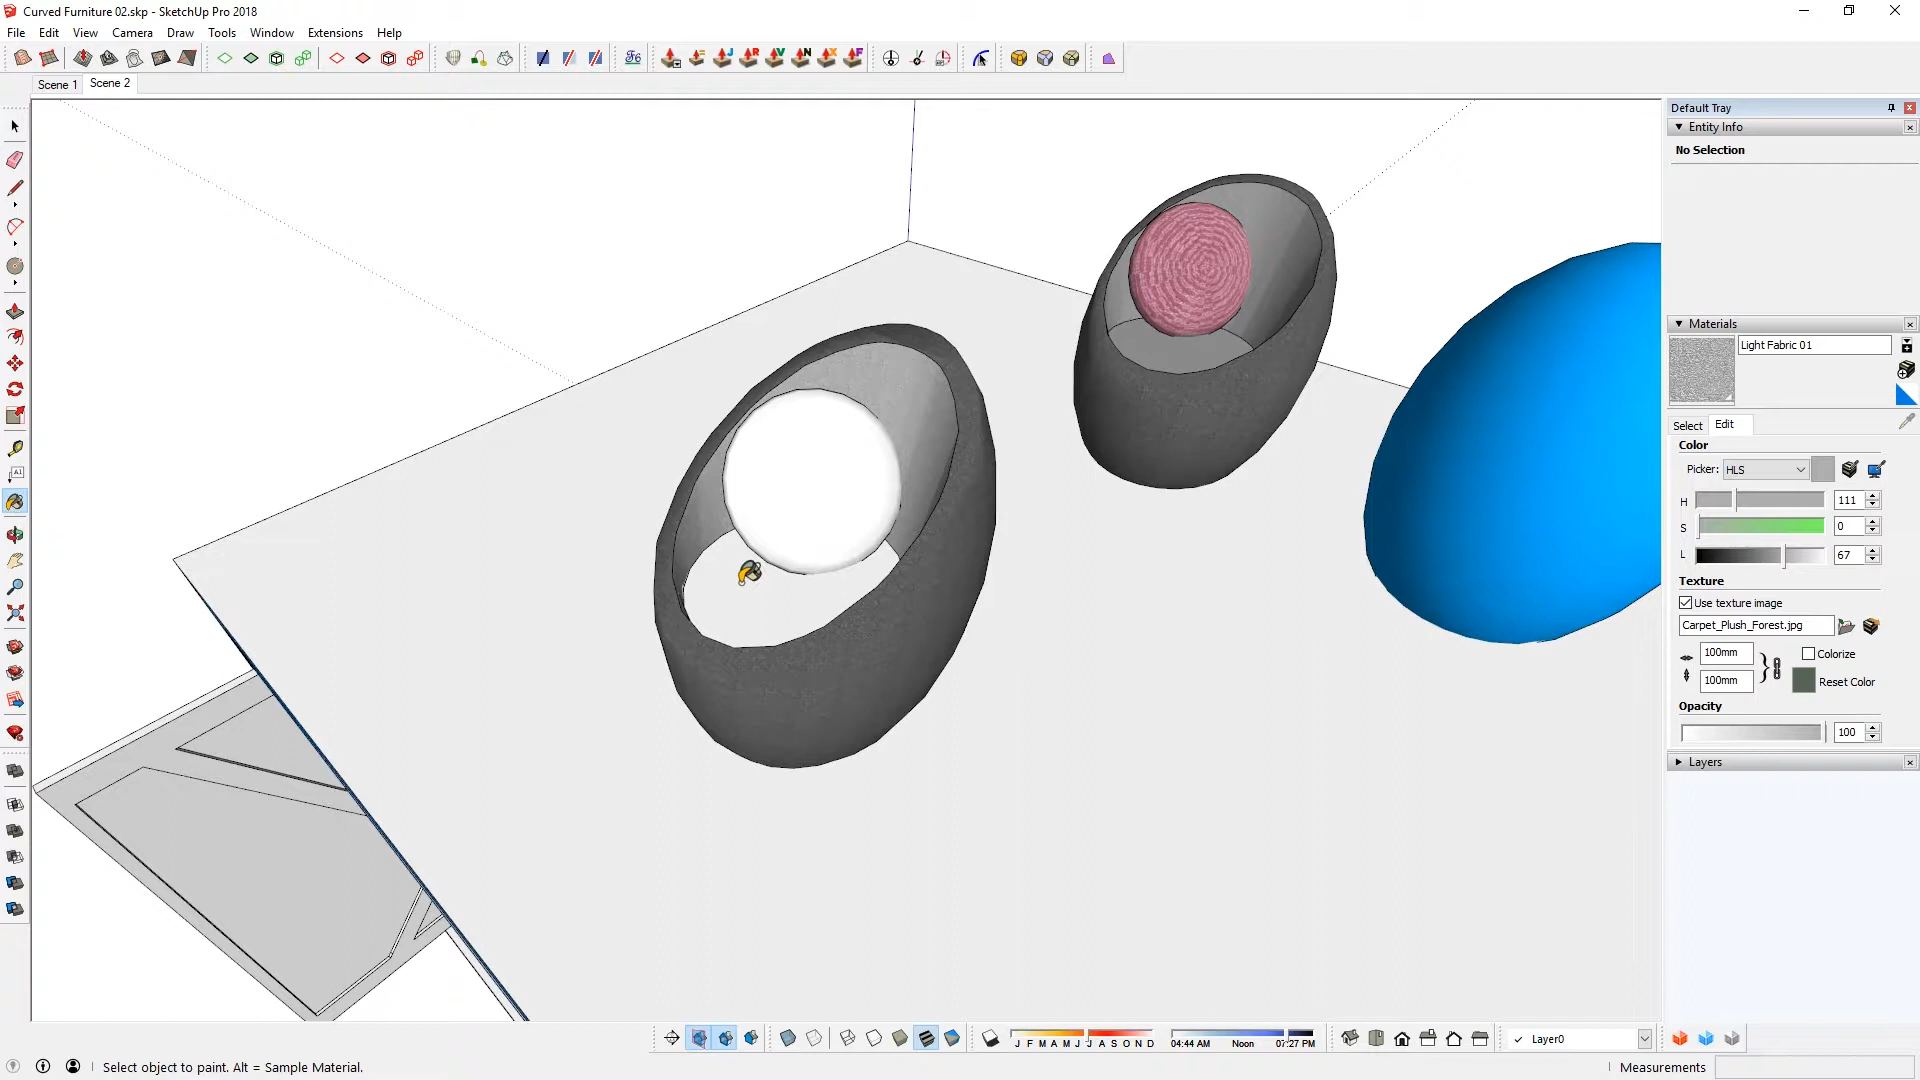 Curved Furniture 02.skp - SketchUp Pro 2018
File Edit View Camera Draw Tools Window Extensions Help
J R V N X F
Scene 1 Scene 2
Default Tray
Entity Info
No Selection
Materials
Light Fabric 01
A1
Select Edit
Color
Picker: HLS
H 111
S 0
L 67
Texture
Use texture image
Carpet_Plush_Forest.jpg
100mm
Colorize
100mm
Reset Color
Opacity
100
Layers
J F M A M J J A S O N D
04:44 AM Noon 07:27 PM
Layer0
Select object to paint. Alt = Sample Material.
Measurements